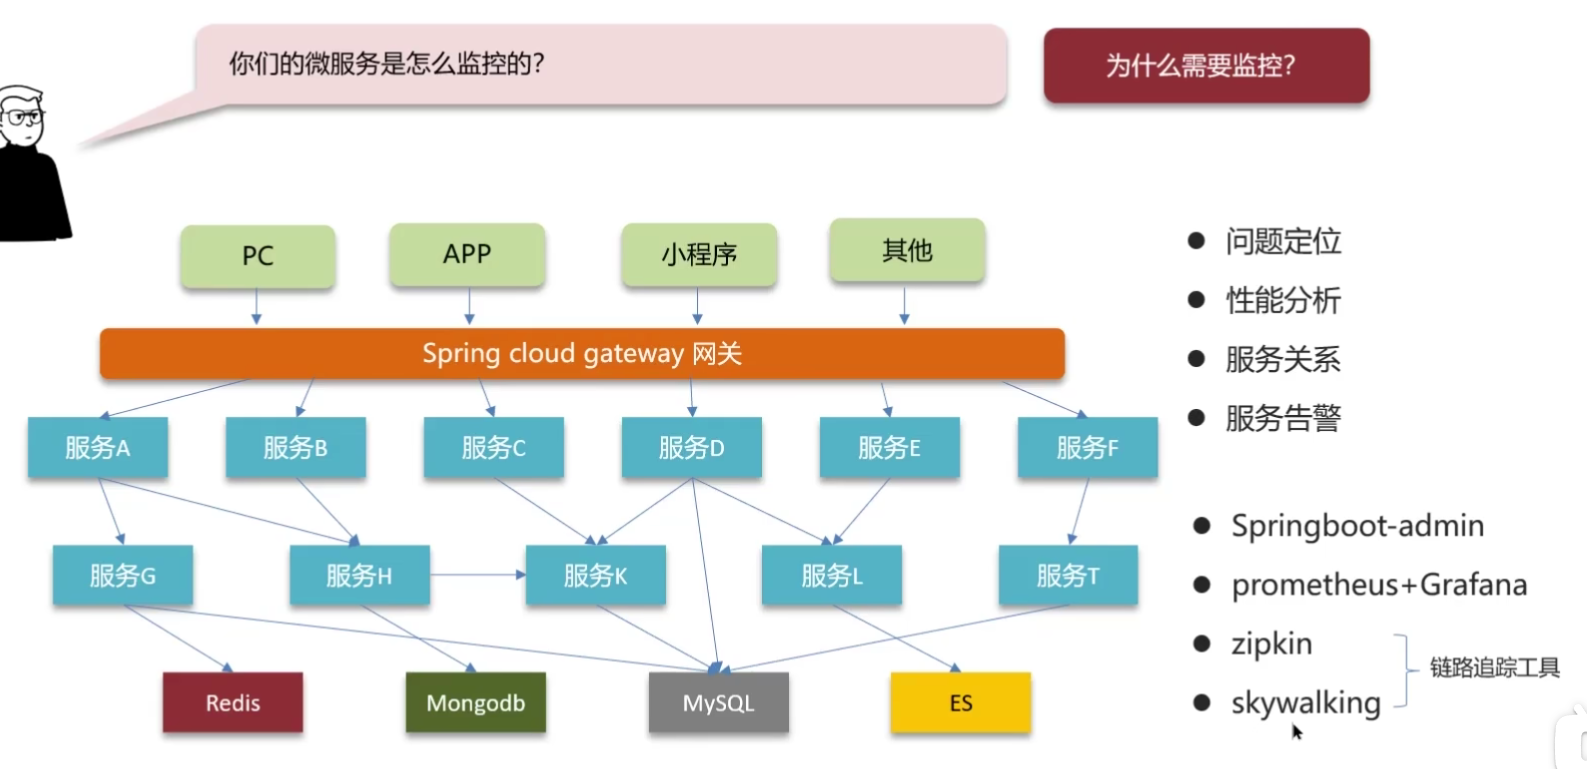 你们的微服务是怎么监控的?
为什么需要监控?
PC
APP
小程序
其他
Spring cloud gateway 网关
服务A
服务B
服务C
服务D
服务E
服务F
服务G
服务H
服务K
服务L
服务T
Redis
Mongodb
MySQL
ES
问题定位
性能分析
服务关系
服务告警
Springboot-admin
prometheus+Grafana
zipkin
skywalking
链路追踪工具